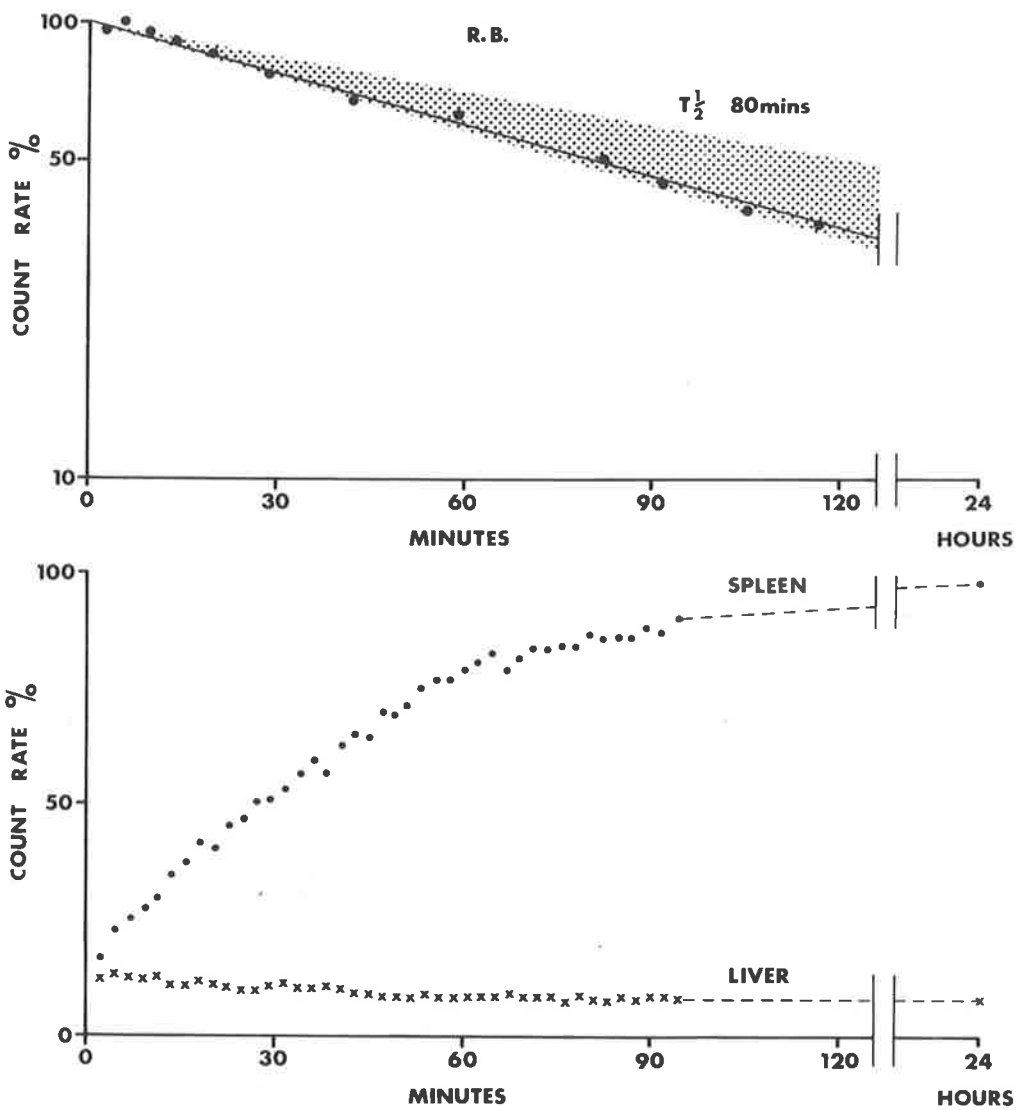 R.B.
T½ 80mins
COUNT RATE %
100
50
10
0 30 60 90 120 24
MINUTES HOURS
SPLEEN
LIVER
COUNT RATE %
100
50
0
0 30 60 90 120 24
MINUTES HOURS